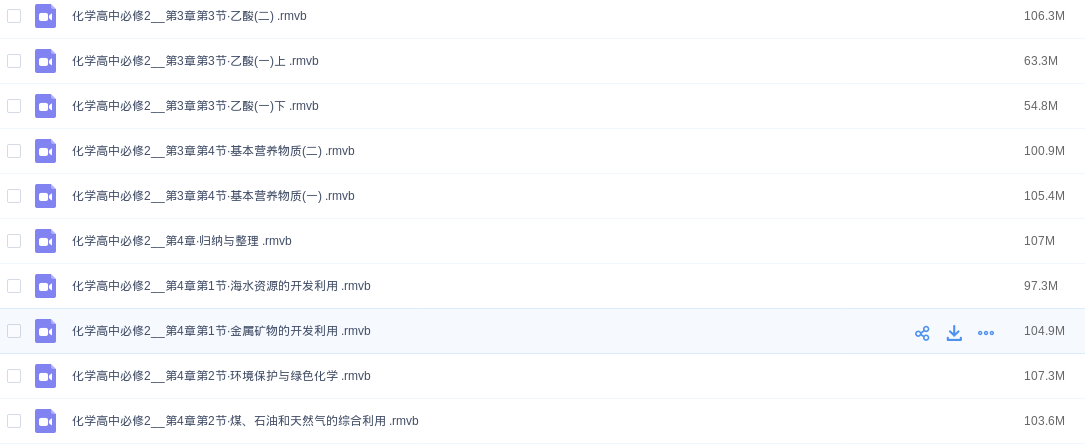 化学高中必修2__第3章第3节·乙酸(二) .rmvb 106.3M
化学高中必修2__第3章第3节·乙酸(一)上 .rmvb 63.3M
化学高中必修2__第3章第3节·乙酸(一)下 .rmvb 54.8M
化学高中必修2__第3章第4节·基本营养物质(二) .rmvb 100.9M
化学高中必修2__第3章第4节·基本营养物质(一) .rmvb 105.4M
化学高中必修2__第4章·归纳与整理 .rmvb 107M
化学高中必修2__第4章第1节·海水资源的开发利用 .rmvb 97.3M
化学高中必修2__第4章第1节·金属矿物的开发利用 .rmvb 104.9M
化学高中必修2__第4章第2节·环境保护与绿色化学 .rmvb 107.3M
化学高中必修2__第4章第2节·煤、石油和天然气的综合利用 .rmvb 103.6M